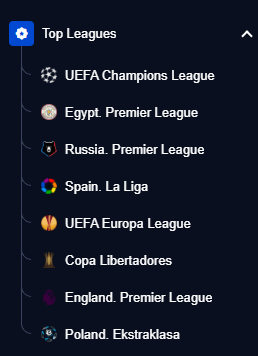 Top Leagues
UEFA Champions League
Egypt. Premier League
Russia. Premier League
Spain. La Liga
UEFA Europa League
Copa Libertadores
England. Premier League
Poland. Ekstraklasa